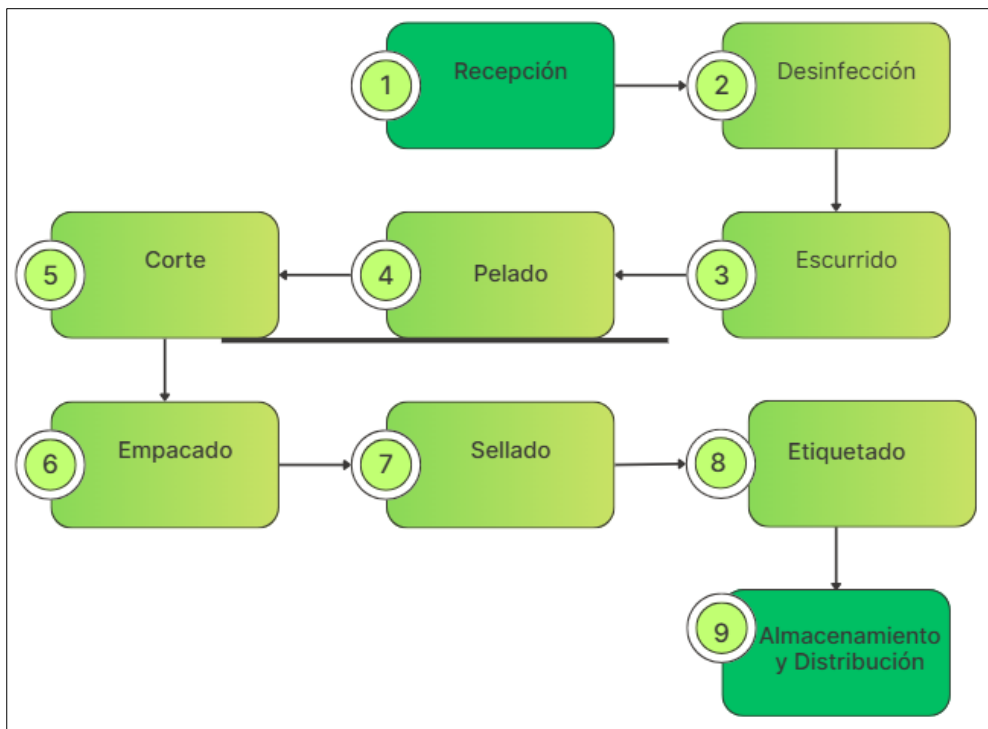 1
Recepción
2
Desinfección
3
Escurrido
4
Pelado
5
Corte
6
Empacado
7
Sellado
8
Etiquetado
9
Almacenamiento
y Distribución